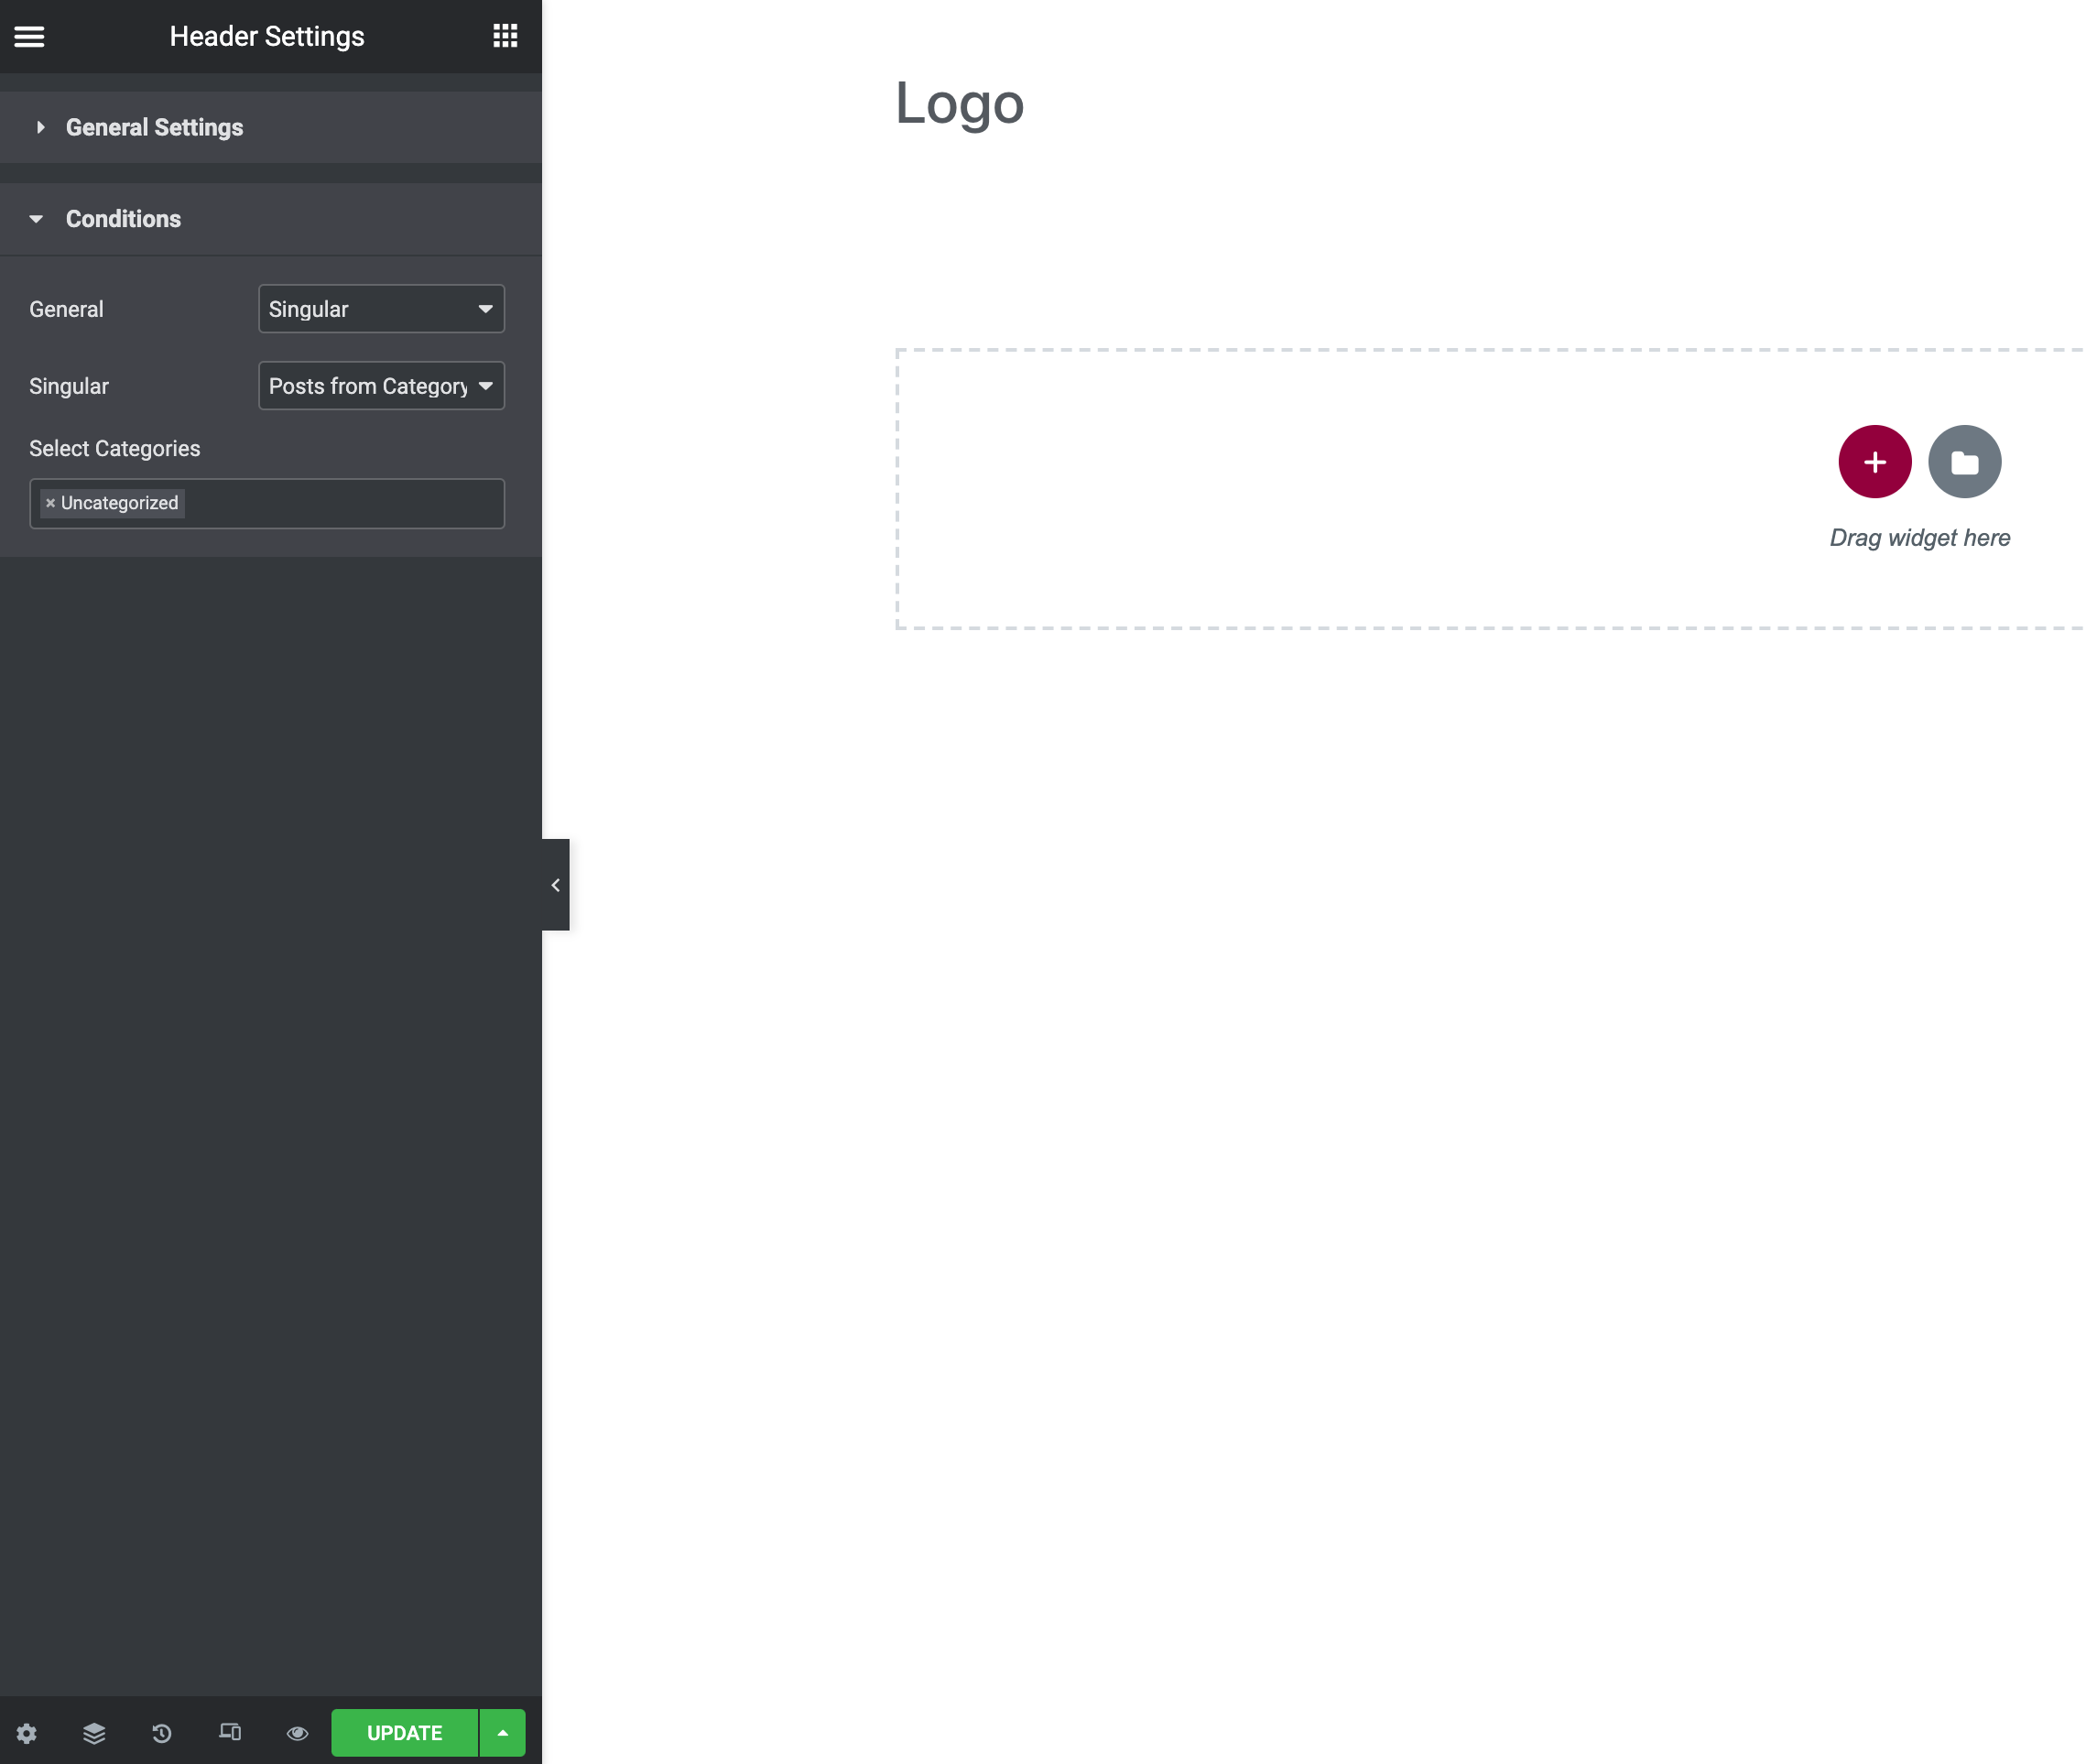 Header Settings
General Settings
Conditions
General
Singular
Singular
Posts from Category
Select Categories
× Uncategorized
UPDATE
Logo
Drag widget here